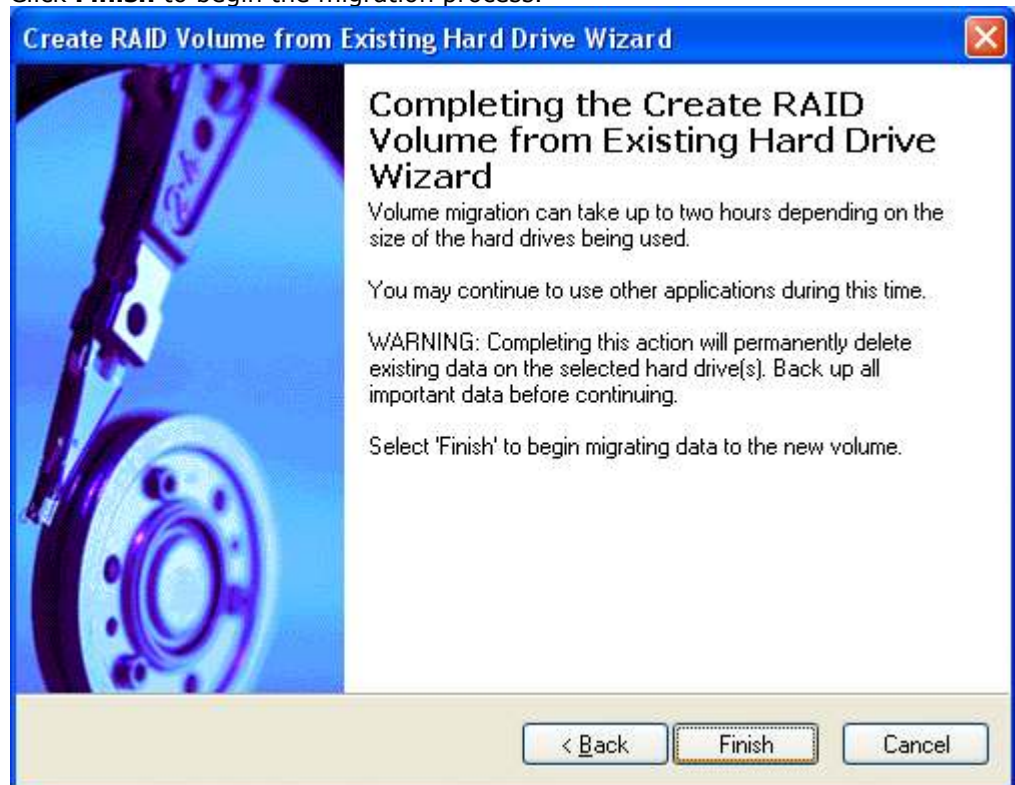 Click Finish to begin the migration process.
Create RAID Volume from Existing Hard Drive Wizard
Completing the Create RAID
Volume from Existing Hard Drive
Wizard
Volume migration can take up to two hours depending on the
size of the hard drives being used.
You may continue to use other applications during this time.
WARNING: Completing this action will permanently delete
existing data on the selected hard drive(s). Back up all
important data before continuing.
Select 'Finish' to begin migrating data to the new volume.
< Back
Finish
Cancel